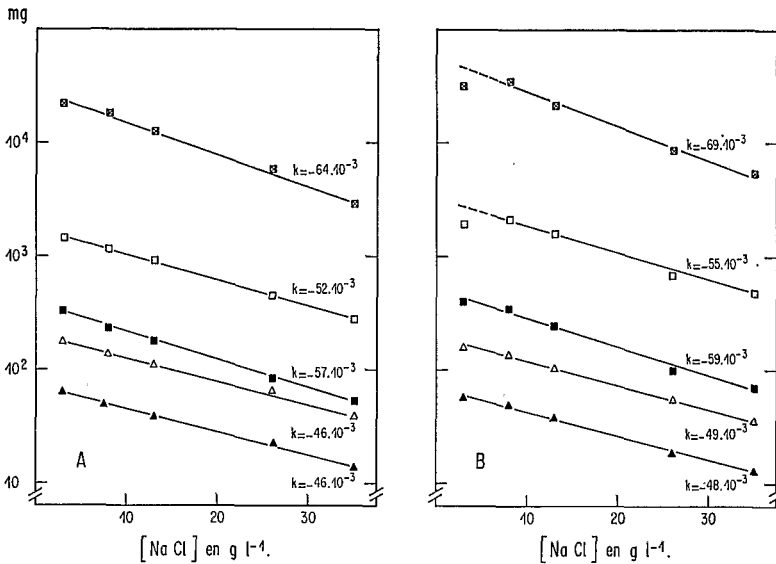 mg
10⁴
10³
10²
10
k=-64.10⁻³
k=-52.10⁻³
k=-57.10⁻³
k=-46.10⁻³
k=-46.10⁻³
A
10 20 30
[Na Cl] en g l⁻¹.
k=-69.10⁻³
k=-55.10⁻³
k=-59.10⁻³
k=-49.10⁻³
k=-48.10⁻³
B
10 20 30
[Na Cl] en g l⁻¹.